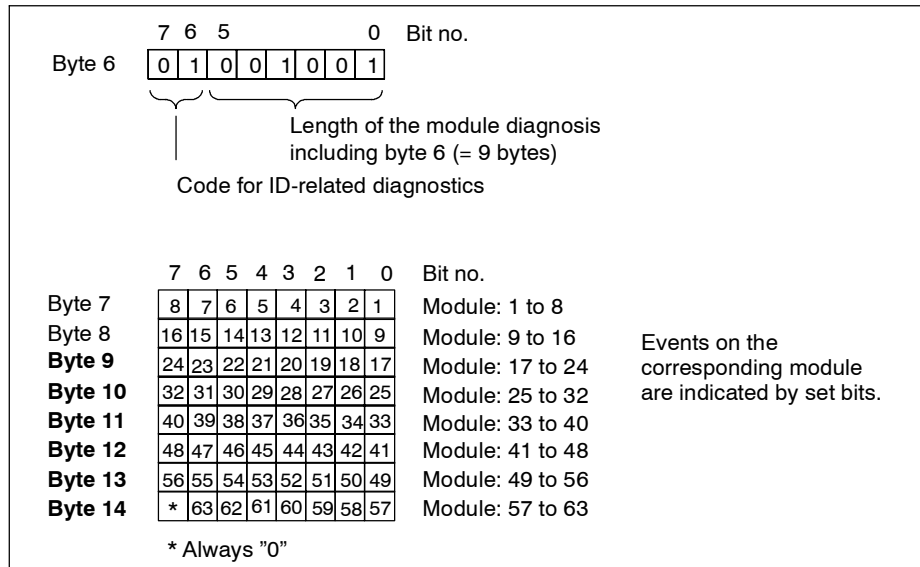 7 6 5 0 Bit no.
Byte 6 0 1 0 0 1 0 0 1
Length of the module diagnosis
including byte 6 (= 9 bytes)
Code for ID-related diagnostics
7 6 5 4 3 2 1 0 Bit no.
Byte 7 8 7 6 5 4 3 2 1 Module: 1 to 8
Byte 8 16 15 14 13 12 11 10 9 Module: 9 to 16
Byte 9 24 23 22 21 20 19 18 17 Module: 17 to 24
Byte 10 32 31 30 29 28 27 26 25 Module: 25 to 32
Byte 11 40 39 38 37 36 35 34 33 Module: 33 to 40
Byte 12 48 47 46 45 44 43 42 41 Module: 41 to 48
Byte 13 56 55 54 53 52 51 50 49 Module: 49 to 56
Byte 14 * 63 62 61 60 59 58 57 Module: 57 to 63
Events on the
corresponding module
are indicated by set bits.
* Always ”0”